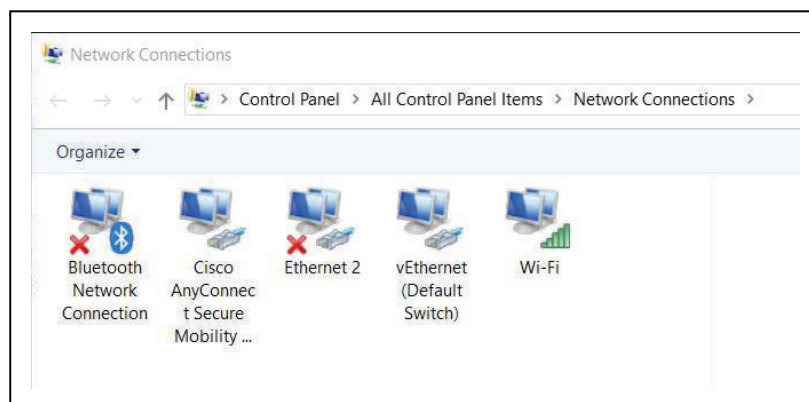 Network Connections
Control Panel > All Control Panel Items > Network Connections >
Organize
Bluetooth
Network
Connection
Cisco
AnyConnec
t Secure
Mobility ...
Ethernet 2
vEthernet
(Default
Switch)
Wi-Fi